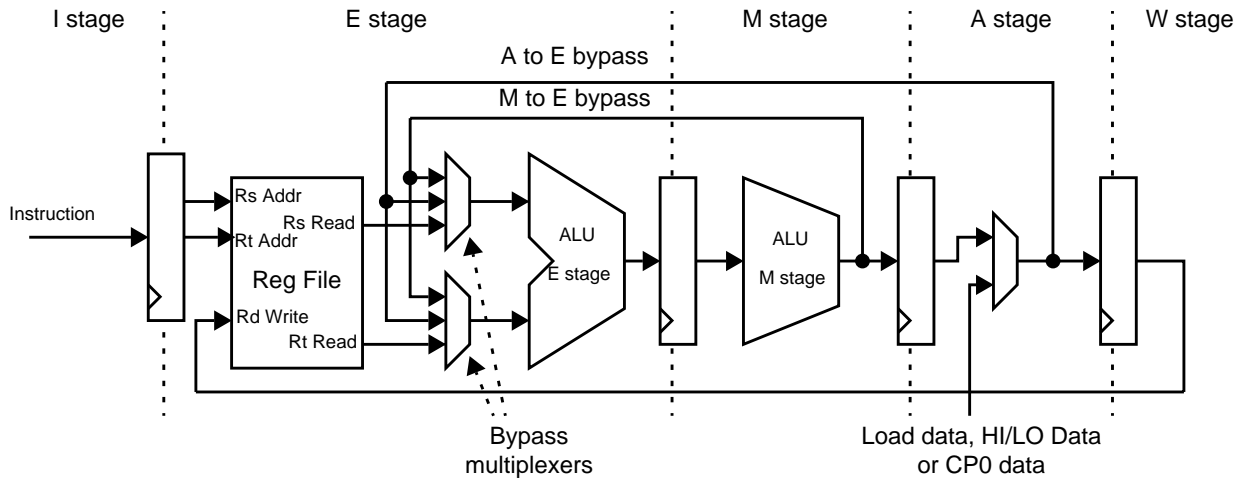 I stage
E stage
M stage
A stage
W stage
A to E bypass
M to E bypass
Instruction
Rs Addr
Rs Read
Rt Addr
Reg File
Rd Write
Rt Read
ALU
E stage
ALU
M stage
Bypass
multiplexers
Load data, HI/LO Data
or CP0 data